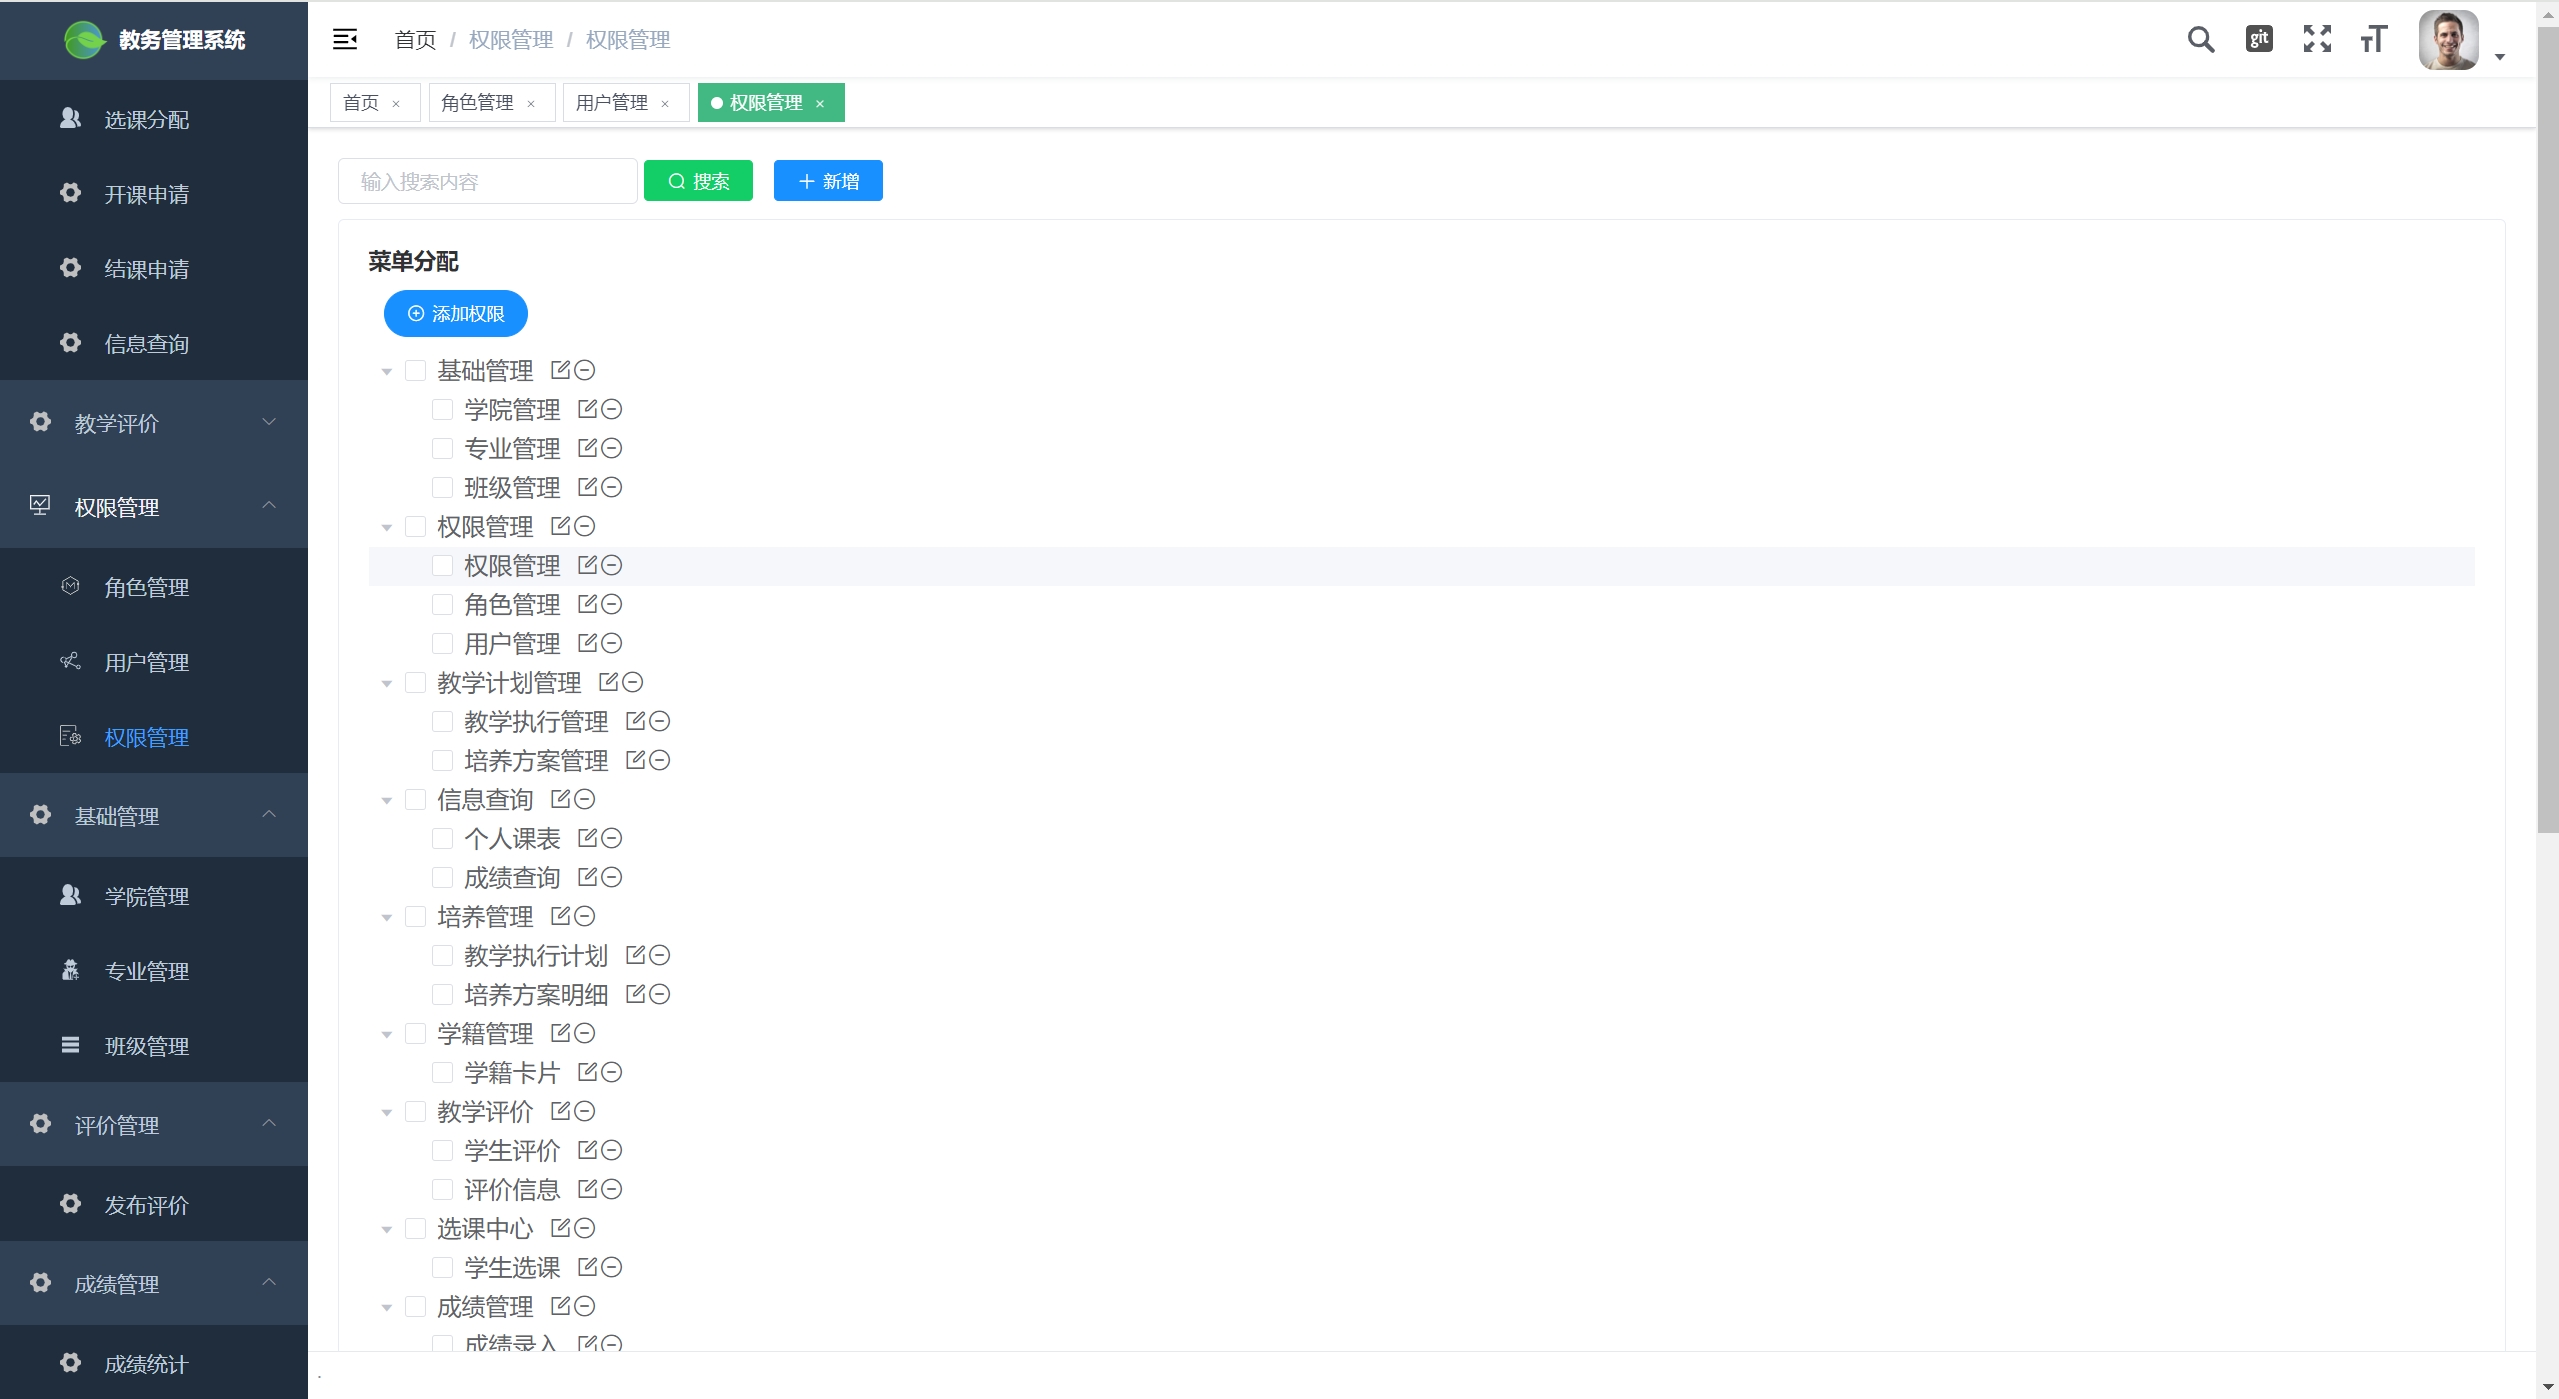 教务管理系统
选课分配
开课申请
结课申请
信息查询
教学评价
权限管理
角色管理
用户管理
权限管理
基础管理
学院管理
专业管理
班级管理
评价管理
发布评价
成绩管理
成绩统计
首页 / 权限管理 / 权限管理
git
首页 × 角色管理 × 用户管理 × 权限管理 ×
输入搜索内容 搜索 新增
菜单分配
添加权限
基础管理
学院管理
专业管理
班级管理
权限管理
权限管理
角色管理
用户管理
教学计划管理
教学执行管理
培养方案管理
信息查询
个人课表
成绩查询
培养管理
教学执行计划
培养方案明细
学籍管理
学籍卡片
教学评价
学生评价
评价信息
选课中心
学生选课
成绩管理
成绩录入